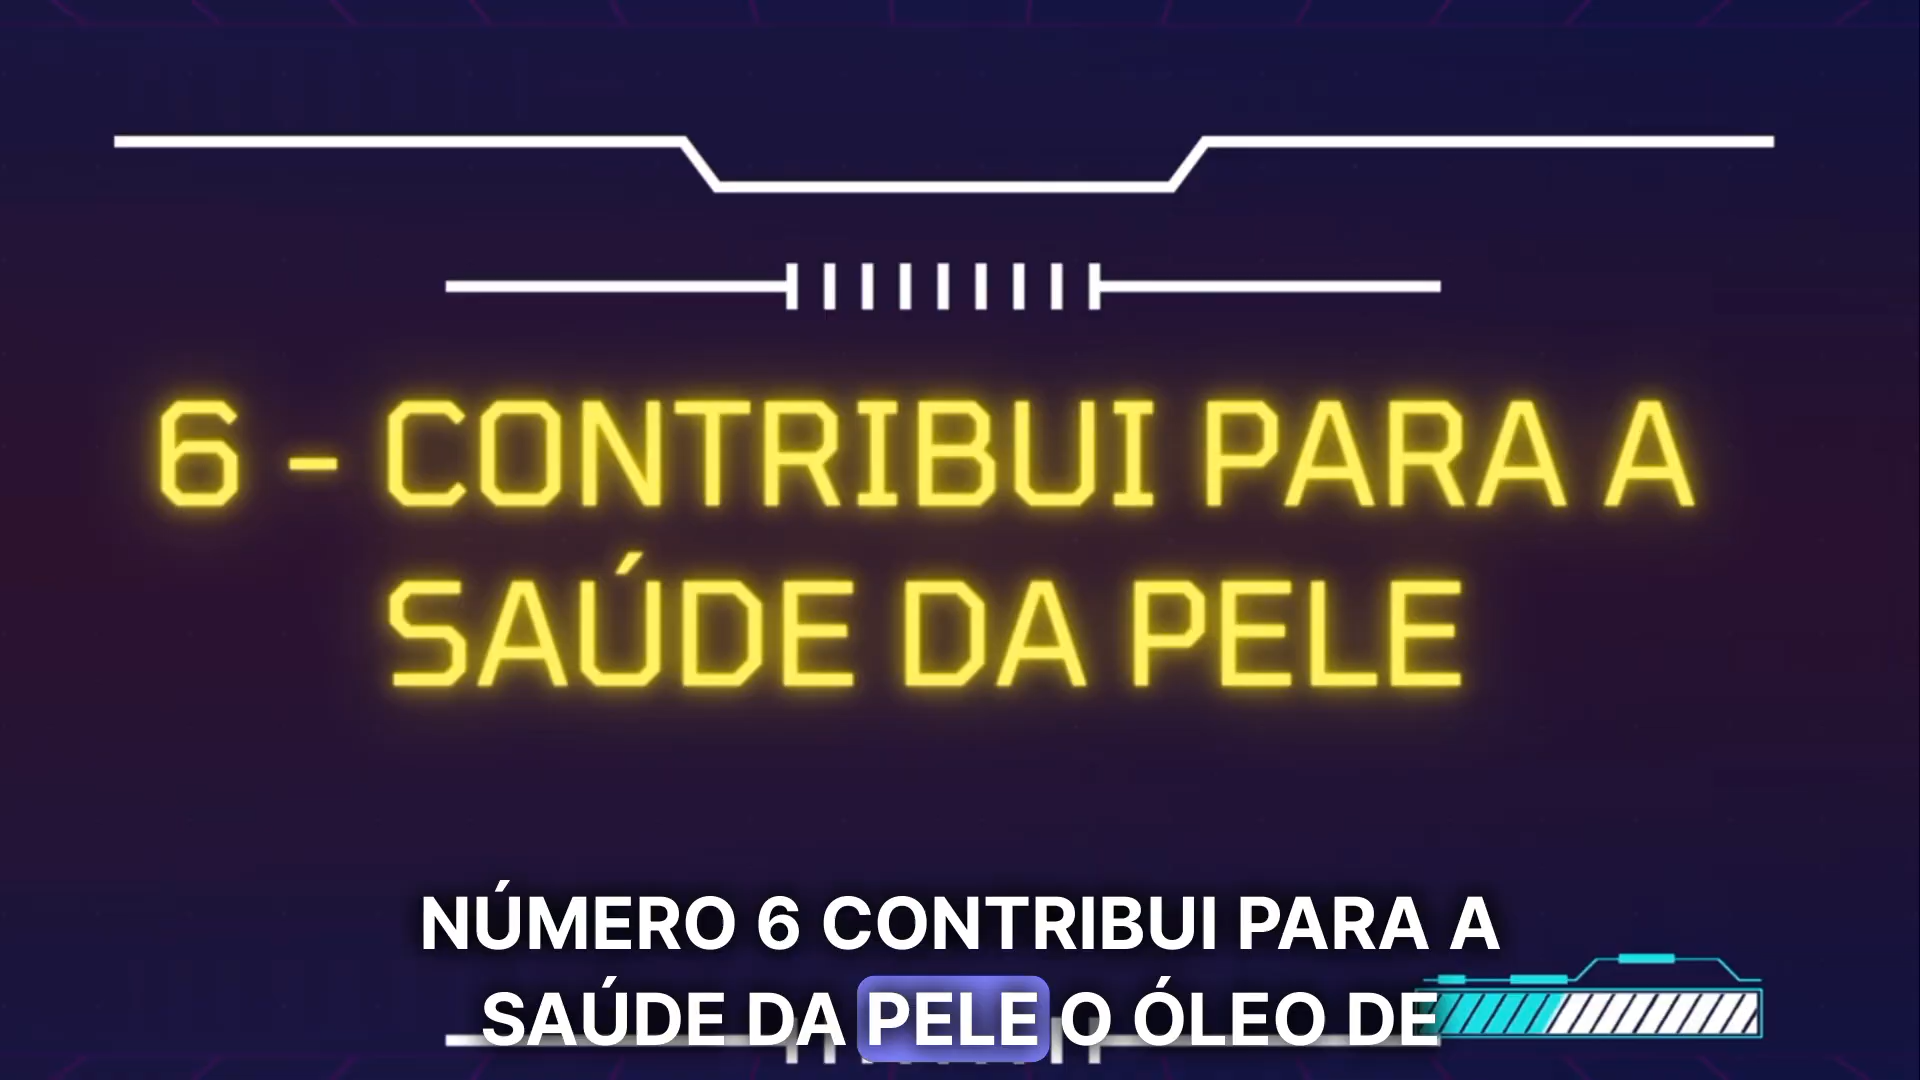 6 - CONTRIBUI PARA A
SAÚDE DA PELE
NÚMERO 6 CONTRIBUI PARA A
SAÚDE DA PELE O ÓLEO DE